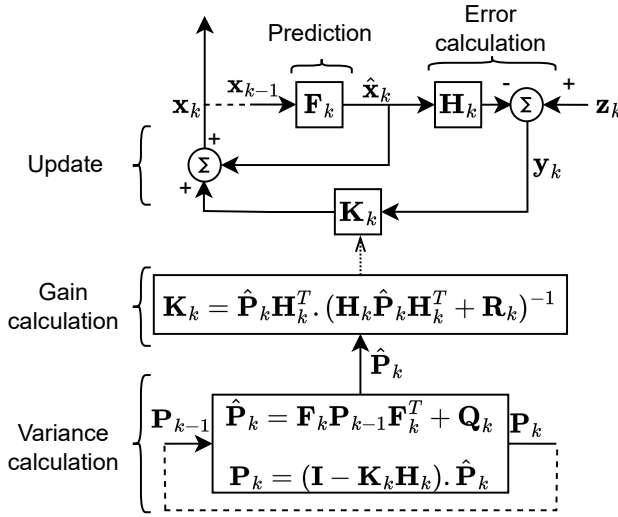 Prediction
Error
calculation
x_{k-1}
F_k
x̂_k
H_k
-
Σ
+
z_k
x_k
+
Σ
+
Update
y_k
K_k
Gain
calculation
K_k = P̂_k H_k^T . (H_k P̂_k H_k^T + R_k)^{-1}
P̂_k
Variance
calculation
P_{k-1}
P̂_k = F_k P_{k-1} F_k^T + Q_k
P_k
P_k = (I − K_k H_k). P̂_k